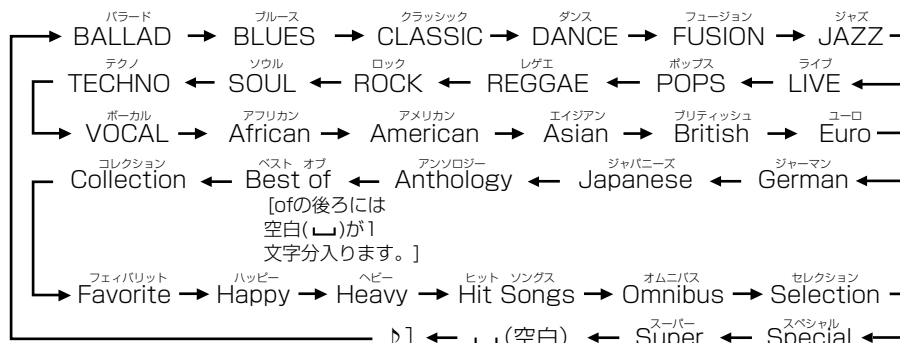 バラード ブルース クラッシック ダンス フュージョン ジャズ
BALLAD BLUES CLASSIC DANCE FUSION JAZZ
テクノ ソウル ロック レゲエ ポップス ライブ
TECHNO SOUL ROCK REGGAE POPS LIVE
ボーカル アフリカン アメリカン エイジアン ブリティッシュ ユーロ
VOCAL African American Asian British Euro
コレクション ベスト オブ アンソロジー ジャパニーズ ジャーマン
Collection Best of Anthology Japanese German
[ofの後ろには
空白(␣)が1
文字分入ります。]
フェィバリット ハッピー ヘビー ヒット ソングス オムニバス セレクション
Favorite Happy Heavy Hit Songs Omnibus Selection
スーパー スペシャル
♪] ␣(空白) Super Special